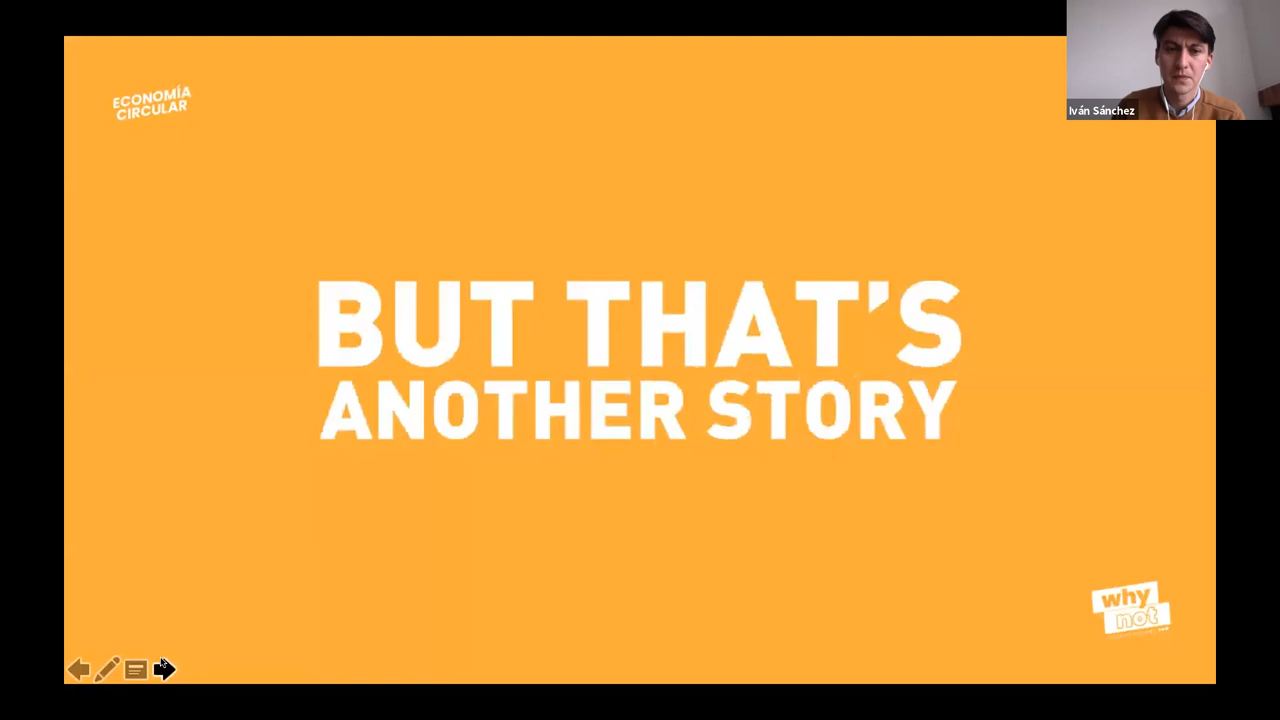 ECONOMÍA
CIRCULAR
Iván Sánchez
BUT THAT'S
ANOTHER STORY
why
not